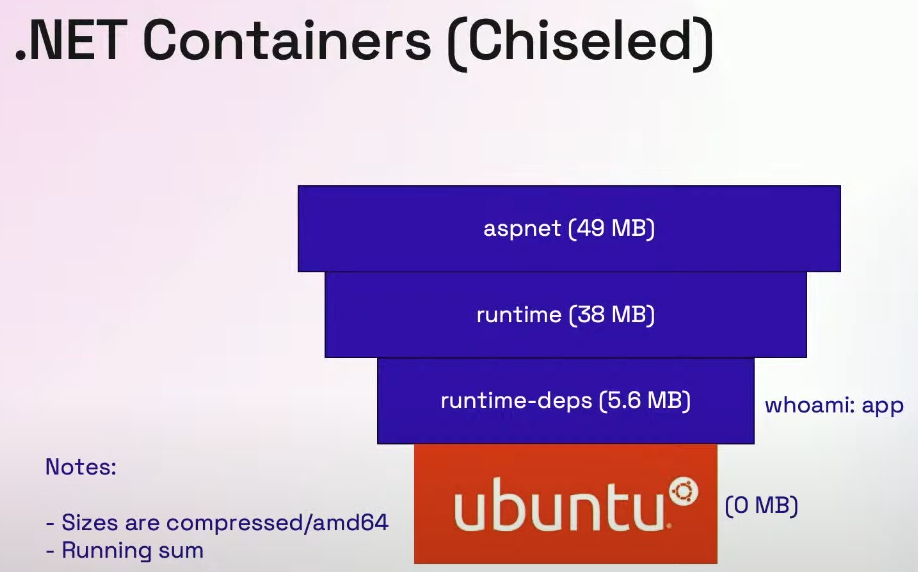 .NET Containers (Chiseled)
aspnet (49 MB)
runtime (38 MB)
runtime-deps (5.6 MB)
whoami: app
ubuntu
(0 MB)
Notes:
- Sizes are compressed/amd64
- Running sum